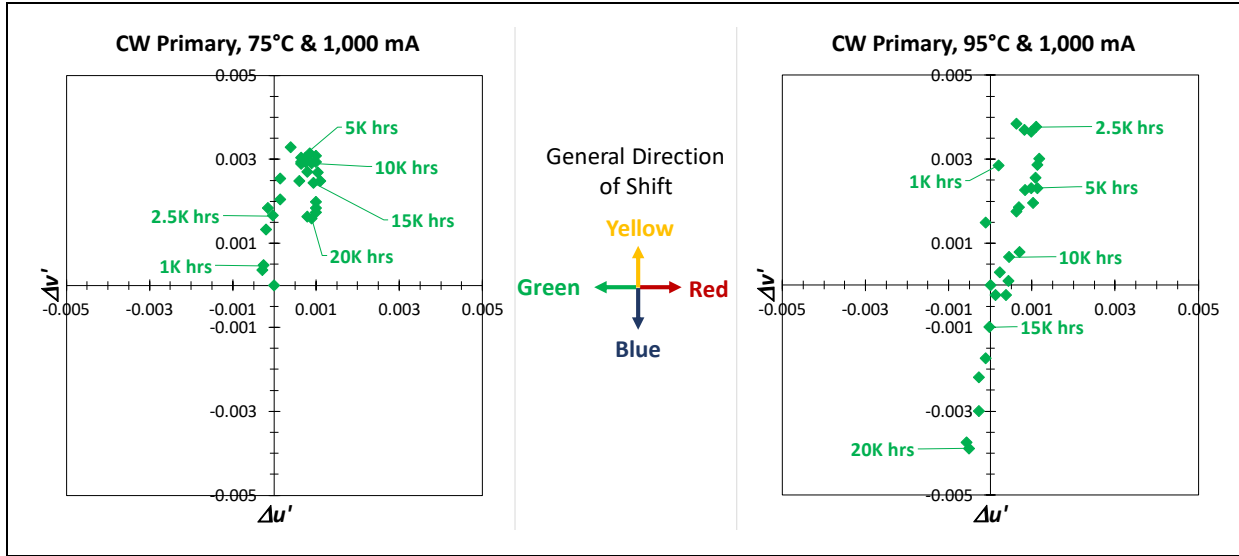 CW Primary, 75°C & 1,000 mA
0.005
5K hrs
0.003
10K hrs
2.5K hrs
15K hrs
0.001
1K hrs
20K hrs
Δv'
-0.005 -0.003 -0.001 0.001 0.003 0.005
-0.001
-0.003
-0.005
Δu'
General Direction
of Shift
Yellow
Green Red
Blue
CW Primary, 95°C & 1,000 mA
0.005
2.5K hrs
0.003
1K hrs
5K hrs
0.001
10K hrs
Δv'
-0.005 -0.003 -0.001 0.001 0.003 0.005
-0.001
15K hrs
-0.003
20K hrs
-0.005
Δu'